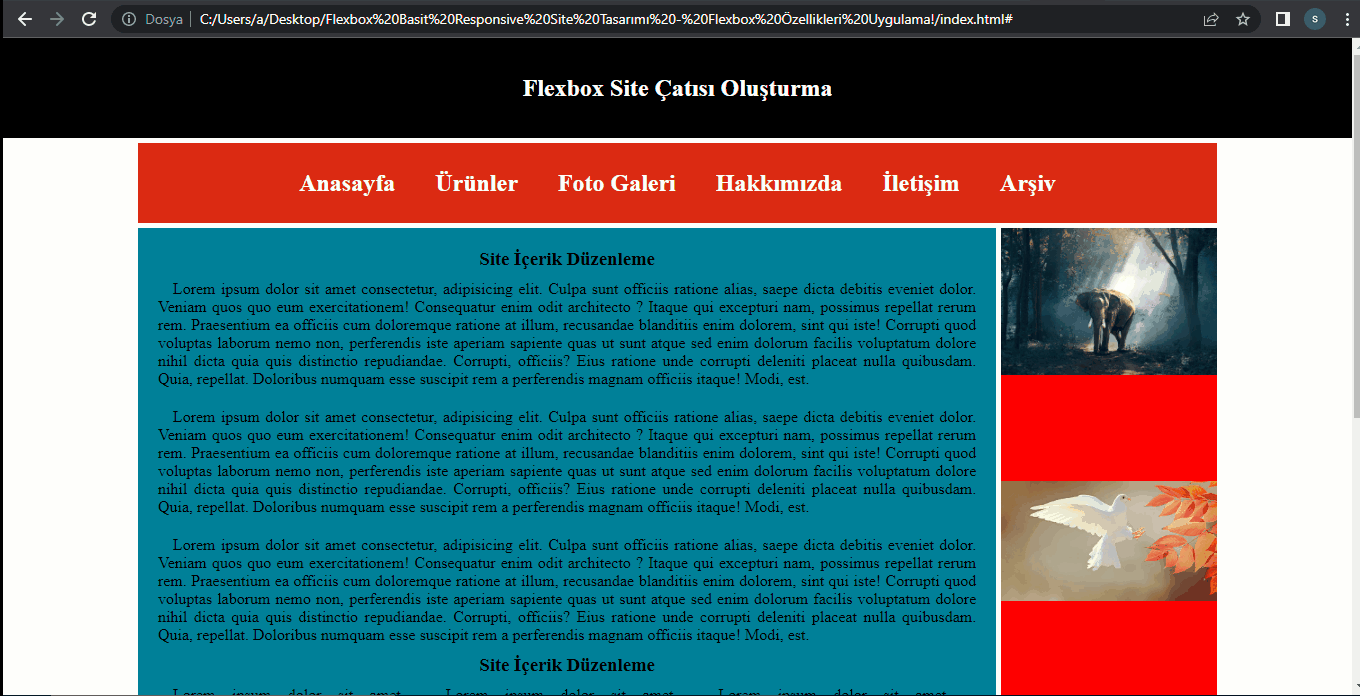 Dosya | C:/Users/a/Desktop/Flexbox%20Basit%20Responsive%20Site%20Tasarımı%20-%20Flexbox%20Özellikleri%20Uygulama!/index.html#
S
Flexbox Site Çatısı Oluşturma
Anasayfa Ürünler Foto Galeri Hakkımızda İletişim Arşiv
Site İçerik Düzenleme
Lorem ipsum dolor sit amet consectetur, adipisicing elit. Culpa sunt officiis ratione alias, saepe dicta debitis eveniet dolor.
Veniam quos quo eum exercitationem! Consequatur enim odit architecto ? Itaque qui excepturi nam, possimus repellat rerum
rem. Praesentium ea officiis cum doloremque ratione at illum, recusandae blanditiis enim dolorem, sint qui iste! Corrupti quod
voluptas laborum nemo non, perferendis iste aperiam sapiente quas ut sunt atque sed enim dolorum facilis voluptatum dolore
nihil dicta quia quis distinctio repudiandae. Corrupti, officiis? Eius ratione unde corrupti deleniti placeat nulla quibusdam.
Quia, repellat. Doloribus numquam esse suscipit rem a perferendis magnam officiis itaque! Modi, est.
Lorem ipsum dolor sit amet consectetur, adipisicing elit. Culpa sunt officiis ratione alias, saepe dicta debitis eveniet dolor.
Veniam quos quo eum exercitationem! Consequatur enim odit architecto ? Itaque qui excepturi nam, possimus repellat rerum
rem. Praesentium ea officiis cum doloremque ratione at illum, recusandae blanditiis enim dolorem, sint qui iste! Corrupti quod
voluptas laborum nemo non, perferendis iste aperiam sapiente quas ut sunt atque sed enim dolorum facilis voluptatum dolore
nihil dicta quia quis distinctio repudiandae. Corrupti, officiis? Eius ratione unde corrupti deleniti placeat nulla quibusdam.
Quia, repellat. Doloribus numquam esse suscipit rem a perferendis magnam officiis itaque! Modi, est.
Lorem ipsum dolor sit amet consectetur, adipisicing elit. Culpa sunt officiis ratione alias, saepe dicta debitis eveniet dolor.
Veniam quos quo eum exercitationem! Consequatur enim odit architecto ? Itaque qui excepturi nam, possimus repellat rerum
rem. Praesentium ea officiis cum doloremque ratione at illum, recusandae blanditiis enim dolorem, sint qui iste! Corrupti quod
voluptas laborum nemo non, perferendis iste aperiam sapiente quas ut sunt atque sed enim dolorum facilis voluptatum dolore
nihil dicta quia quis distinctio repudiandae. Corrupti, officiis? Eius ratione unde corrupti deleniti placeat nulla quibusdam.
Quia, repellat. Doloribus numquam esse suscipit rem a perferendis magnam officiis itaque! Modi, est.
Site İçerik Düzenleme
Lorem ipsum dolor sit amet Lorem ipsum dolor sit amet Lorem ipsum dolor sit amet